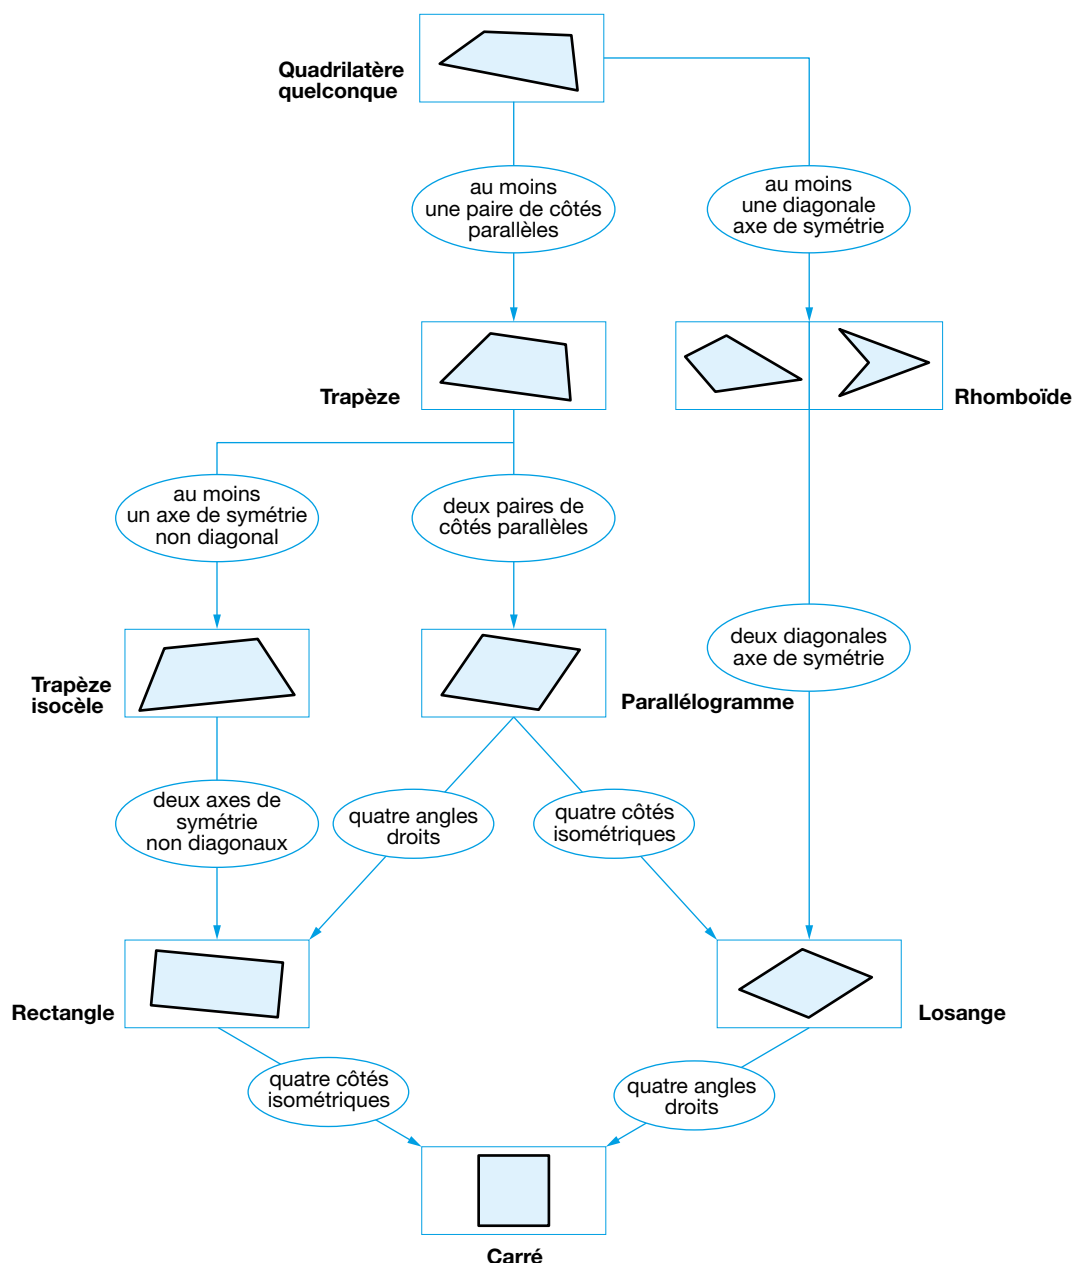 Quadrilatère
quelconque
au moins
une paire de côtés
parallèles
au moins
une diagonale
axe de symétrie
Trapèze
Rhomboïde
au moins
un axe de symétrie
non diagonal
deux paires de
côtés parallèles
deux diagonales
axe de symétrie
Trapèze
isocèle
Parallélogramme
deux axes de
symétrie
non diagonaux
quatre angles
droits
quatre côtés
isométriques
Rectangle
Losange
quatre côtés
isométriques
quatre angles
droits
Carré